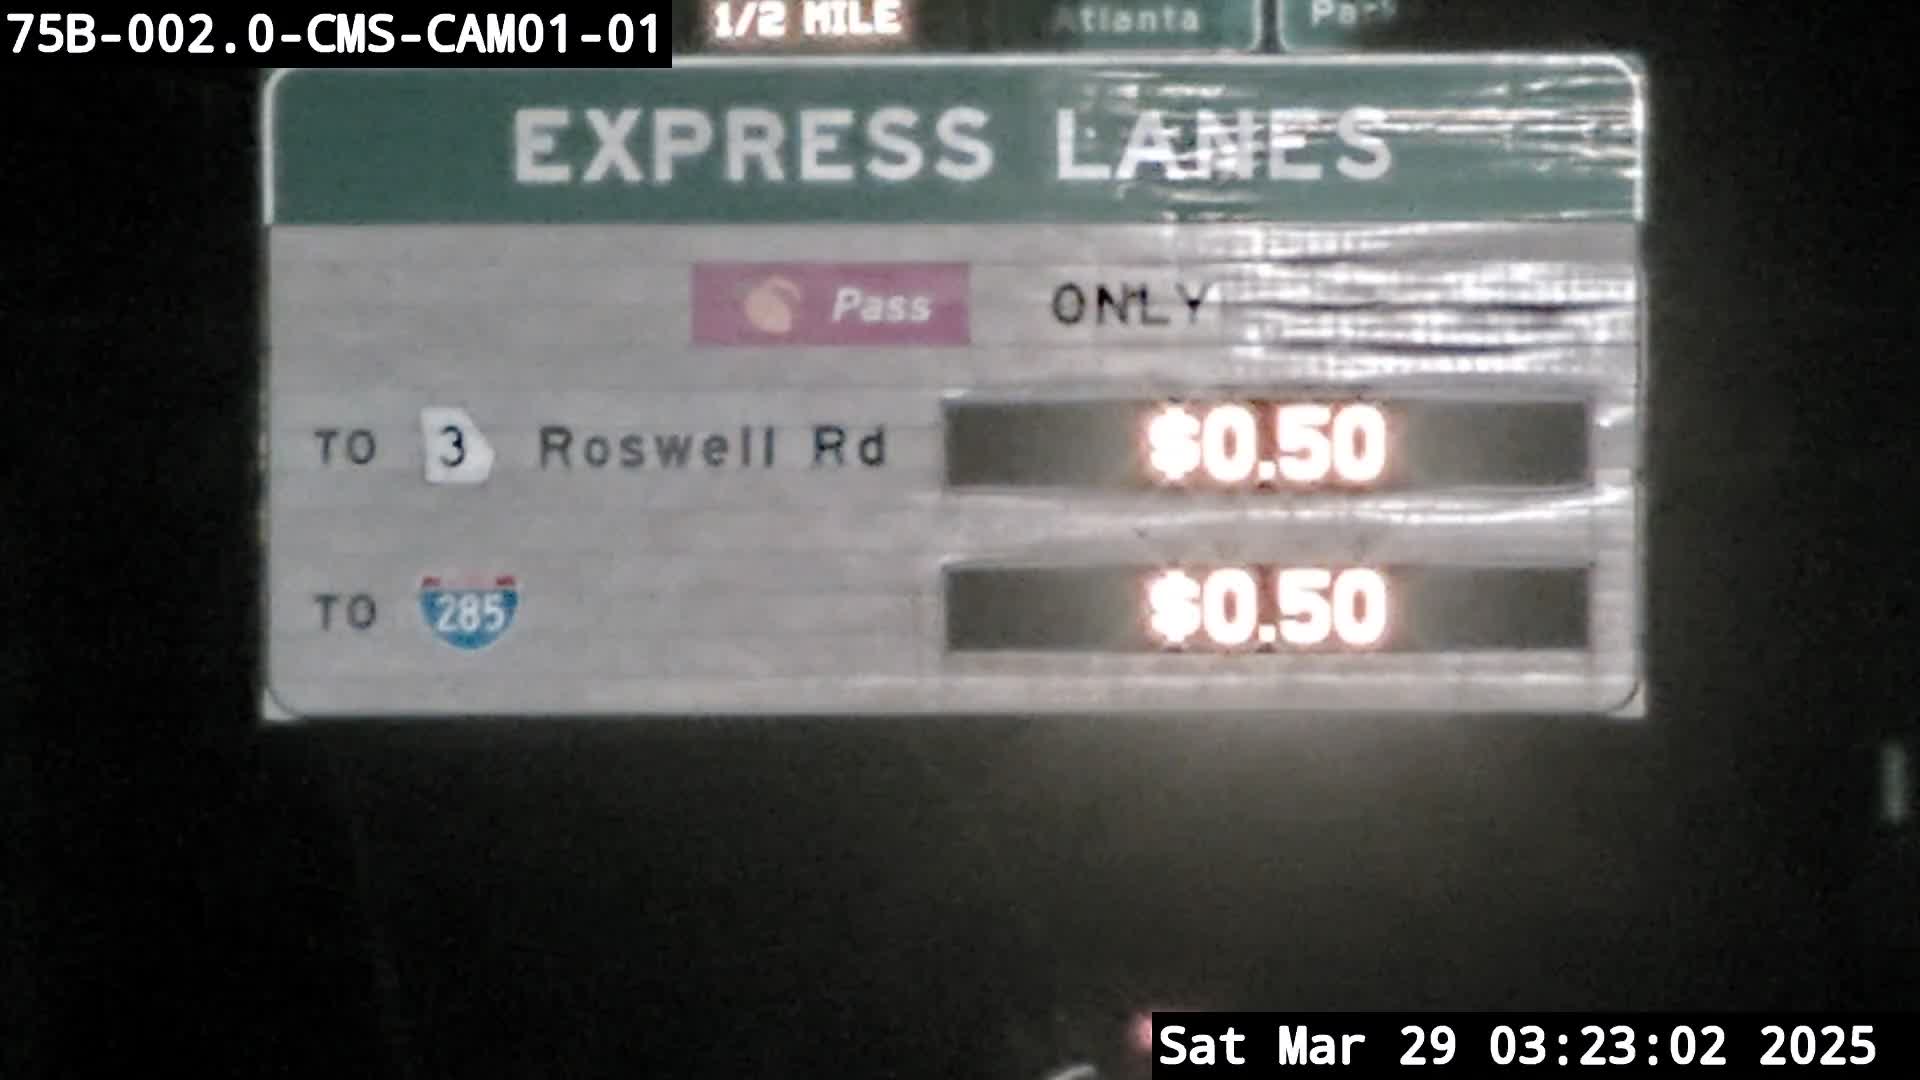 75B-002.0-CMS-CAM01-01
1/2 MILE
Atlanta
EXPRESS LANES
Pass ONLY
TO 3 Roswell Rd $0.50
TO 285 $0.50
Sat Mar 29 03:23:02 2025